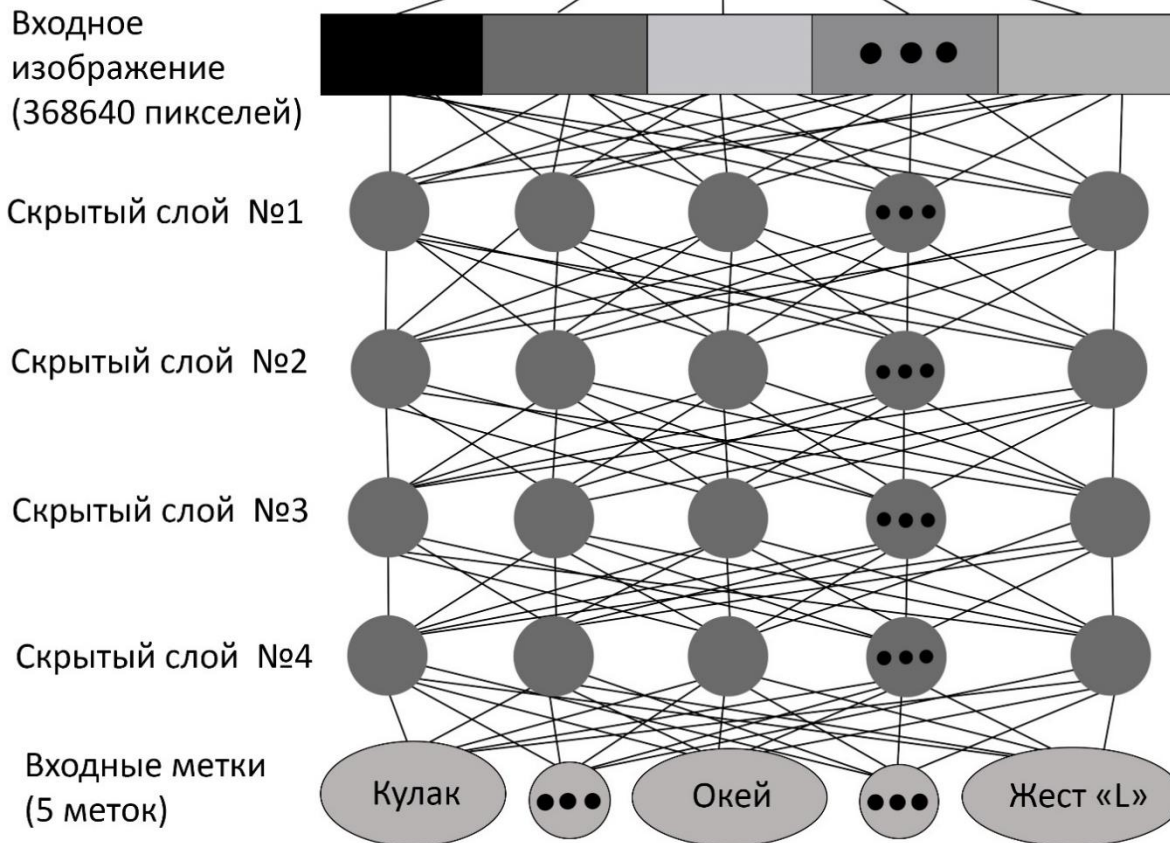 Входное
изображение
(368640 пикселей)
Скрытый слой №1
Скрытый слой №2
Скрытый слой №3
Скрытый слой №4
Входные метки
(5 меток)
Кулак
Окей
Жест «L»